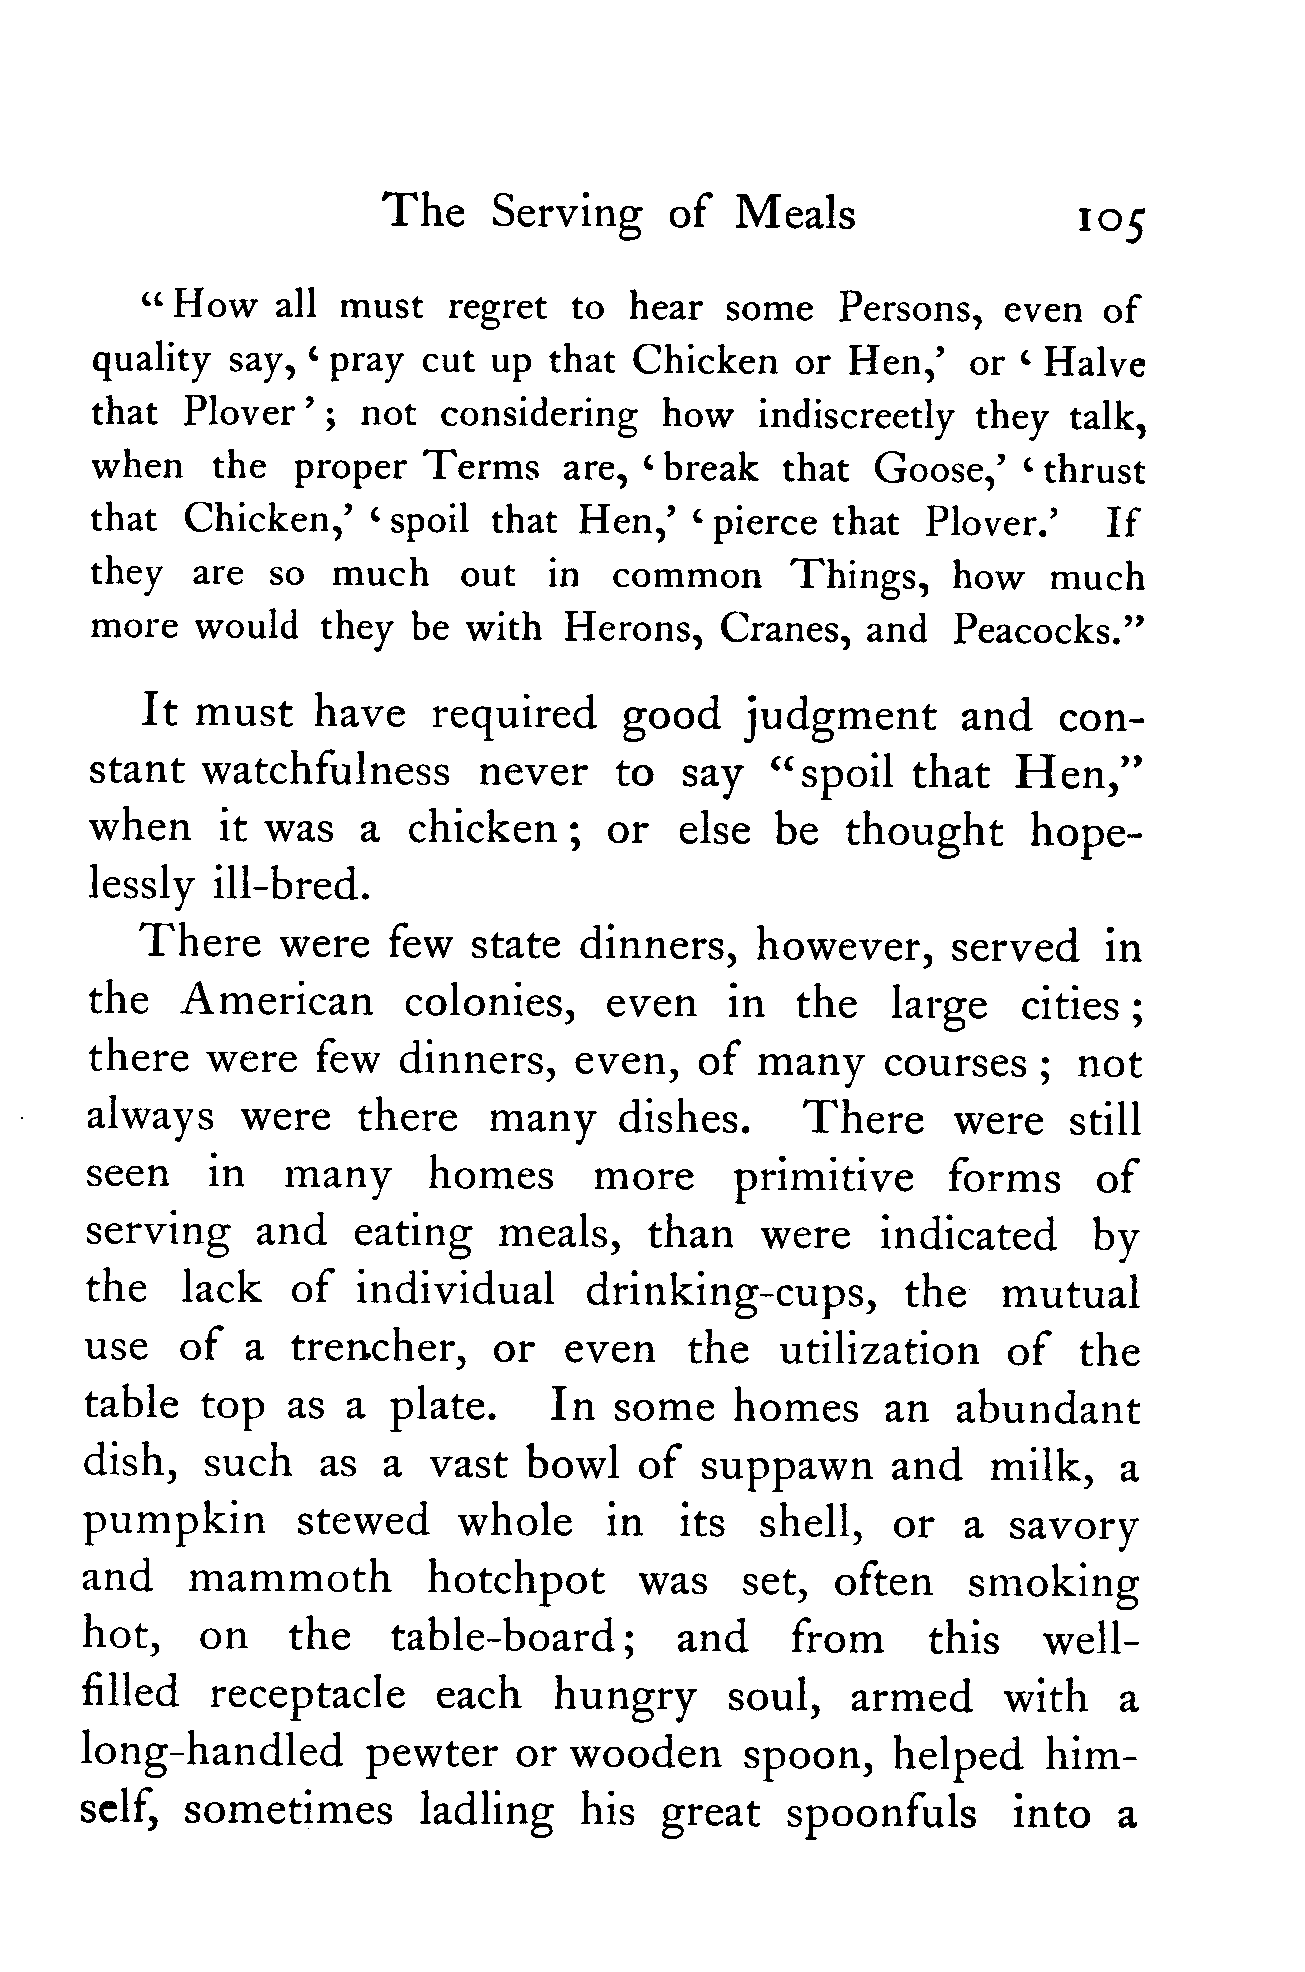 The Serving of Meals 105
“How all must regret to hear some Persons, even of
quality say, ‘pray cut up that Chicken or Hen,’ or ‘Halve
that Plover’; not considering how indiscreetly they talk,
when the proper Terms are, ‘break that Goose,’ ‘thrust
that Chicken,’ ‘spoil that Hen,’ ‘pierce that Plover.’ If
they are so much out in common Things, how much
more would they be with Herons, Cranes, and Peacocks.”
It must have required good judgment and con-
stant watchfulness never to say “spoil that Hen,”
when it was a chicken; or else be thought hope-
lessly ill-bred.
There were few state dinners, however, served in
the American colonies, even in the large cities;
there were few dinners, even, of many courses; not
always were there many dishes. There were still
seen in many homes more primitive forms of
serving and eating meals, than were indicated by
the lack of individual drinking-cups, the mutual
use of a trencher, or even the utilization of the
table top as a plate. In some homes an abundant
dish, such as a vast bowl of suppawn and milk, a
pumpkin stewed whole in its shell, or a savory
and mammoth hotchpot was set, often smoking
hot, on the table-board; and from this well-
filled receptacle each hungry soul, armed with a
long-handled pewter or wooden spoon, helped him-
self, sometimes ladling his great spoonfuls into a